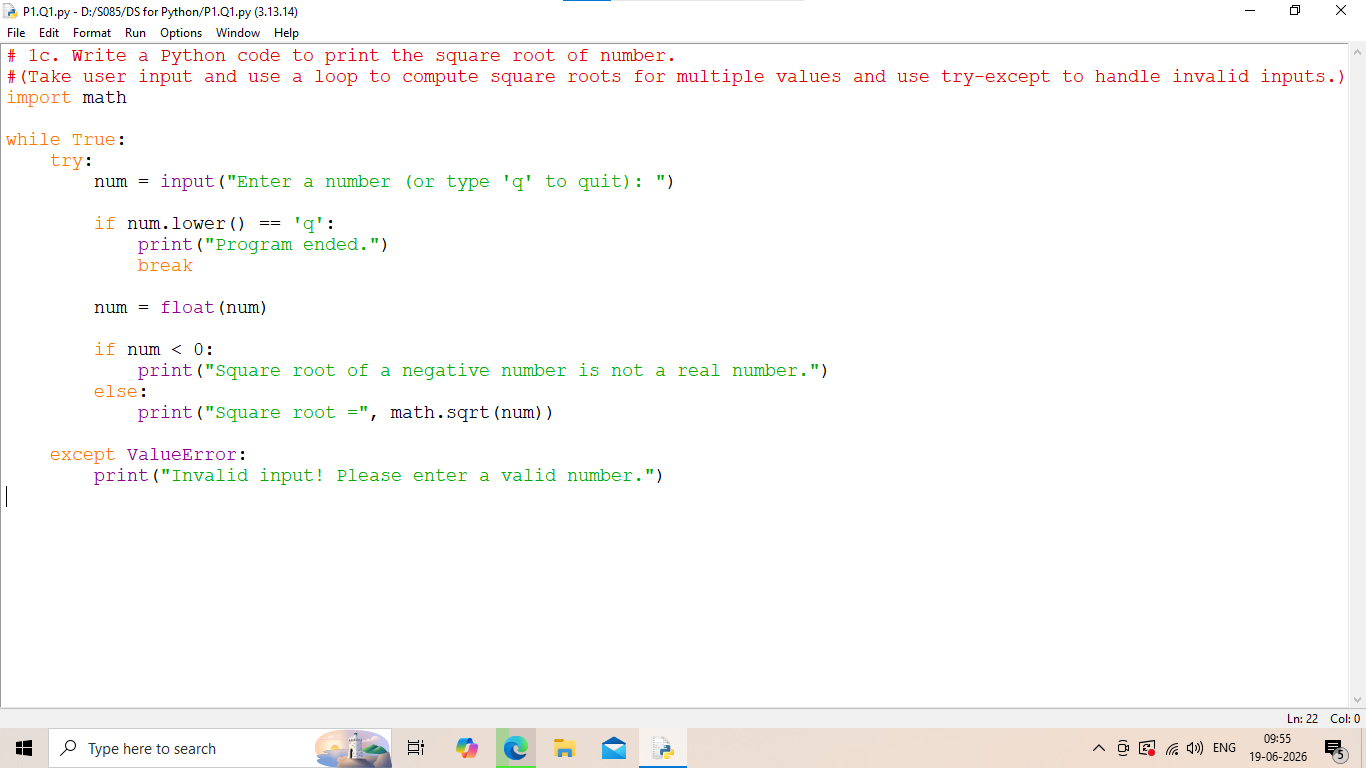 P1.Q1.py - D:/S085/DS for Python/P1.Q1.py (3.13.14)
File Edit Format Run Options Window Help
# 1c. Write a Python code to print the square root of number.
#(Take user input and use a loop to compute square roots for multiple values and use try-except to handle invalid inputs.)
import math
while True:
    try:
        num = input("Enter a number (or type 'q' to quit): ")
        if num.lower() == 'q':
            print("Program ended.")
            break
        num = float(num)
        if num < 0:
            print("Square root of a negative number is not a real number.")
        else:
            print("Square root =", math.sqrt(num))
    except ValueError:
        print("Invalid input! Please enter a valid number.")
Ln: 22 Col: 0
Type here to search
ENG
09:55
19-06-2026
5